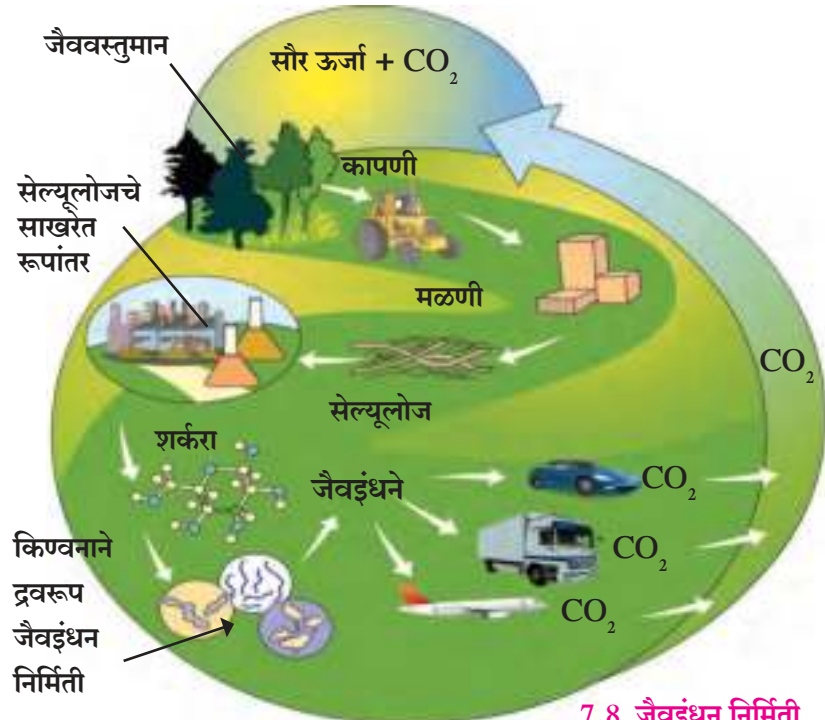 जैववस्तुमान
सौर ऊर्जा + CO₂
कापणी
सेल्यूलोजचे
साखरेत
रूपांतर
मळणी
CO₂
सेल्यूलोज
शर्करा
जैवइंधने
CO₂
CO₂
CO₂
किण्वनाने
द्रवरूप
जैवइंधन
निर्मिती
7.8 जैवइंधन निर्मिती